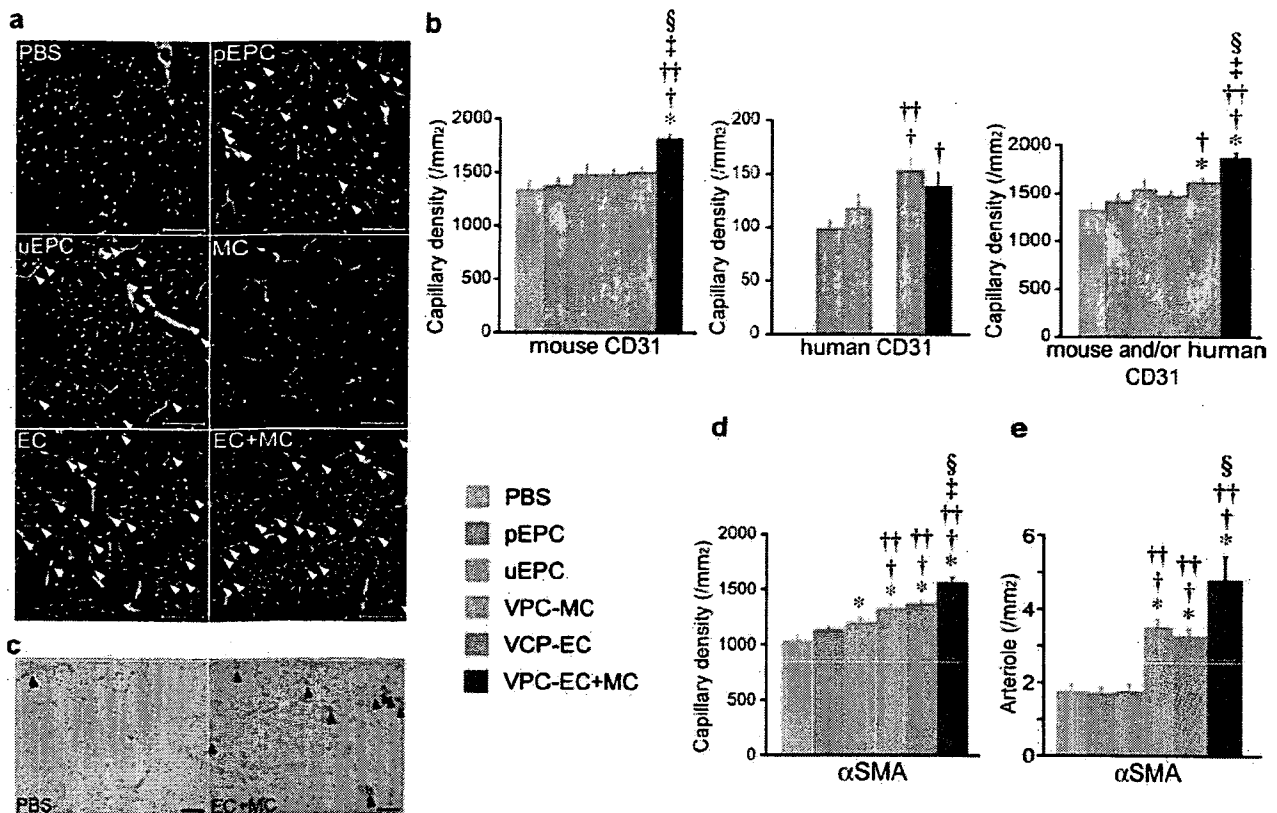 a
PBS
pEPC
uEPC
MC
EC
EC+MC
b
Capillary density (/mm2)
2000
1500
1000
500
0
§
‡
††
†
*
mouse CD31
Capillary density (/mm2)
200
150
100
50
0
††
†
†
human CD31
Capillary density (/mm2)
2000
1500
1000
500
0
†
*
§
‡
††
†
*
mouse and/or human
CD31
c
PBS
EC+MC
PBS
pEPC
uEPC
VPC-MC
VCP-EC
VPC-EC+MC
d
Capillary density (/mm2)
2000
1500
1000
500
0
*
††
†
*
††
†
*
§
‡
††
†
*
αSMA
e
Arteriole (/mm2)
6
4
2
0
††
†
*
††
†
*
§
††
†
*
αSMA